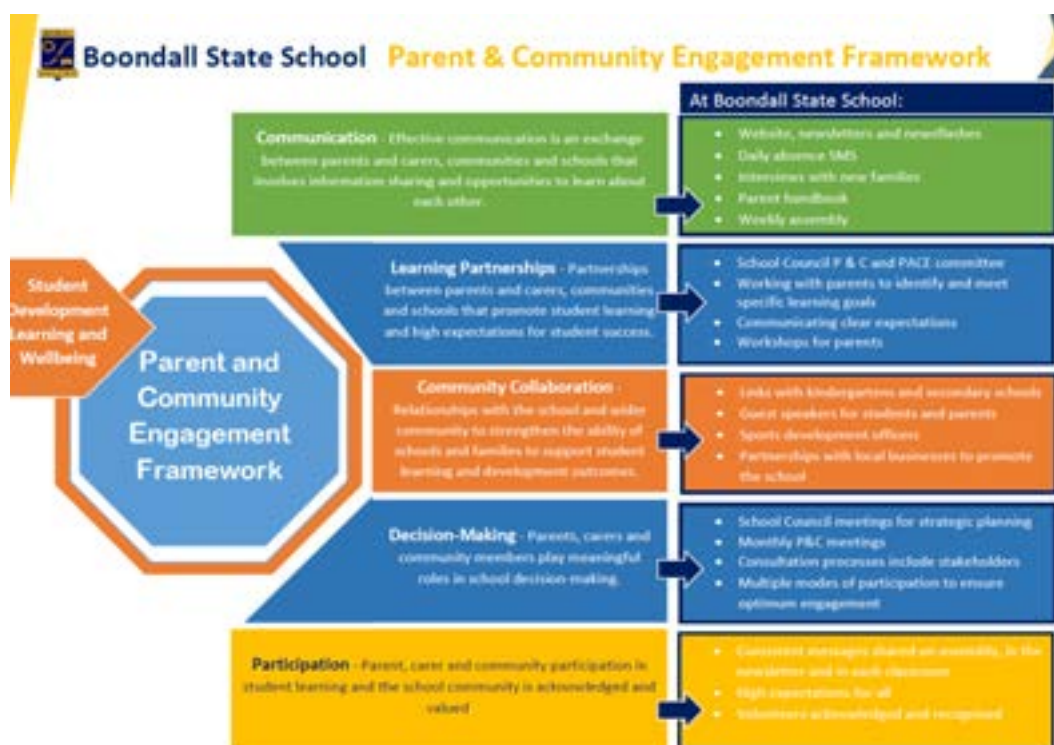 Boondall State School Parent & Community Engagement Framework
At Boondall State School:
Communication - Effective communication is an exchange
between parents and carers, communities and schools that
involves information sharing and opportunities to learn about
each other.
• Website, newsletters and newsflashes
• Daily absence SMS
• Interviews with new families
• Parent handbook
• Weekly assembly
Student
Development
Learning and
Wellbeing
Parent and
Community
Engagement
Framework
Learning Partnerships - Partnerships
between parents and carers, communities
and schools that promote student learning
and high expectations for student success.
• School Council P & C and PACE committee
• Working with parents to identify and meet
specific learning goals
• Communicating clear expectations
• Workshops for parents
Community Collaboration -
Relationships with the school and wider
community to strengthen the ability of
schools and families to support student
learning and development outcomes.
• Links with kindergartens and secondary schools
• Guest speakers for students and parents
• Sports development officers
• Partnerships with local businesses to promote
the school
Decision-Making - Parents, carers and
community members play meaningful
roles in school decision-making.
• School Council meetings for strategic planning
• Monthly P&C meetings
• Consultation processes include stakeholders
• Multiple modes of participation to ensure
optimum engagement
Participation - Parent, carer and community participation in
student learning and the school community is acknowledged and
valued
• Consistent messages shared on assembly, in the
newsletter and in each classroom
• High expectations for all
• Volunteers acknowledged and recognised